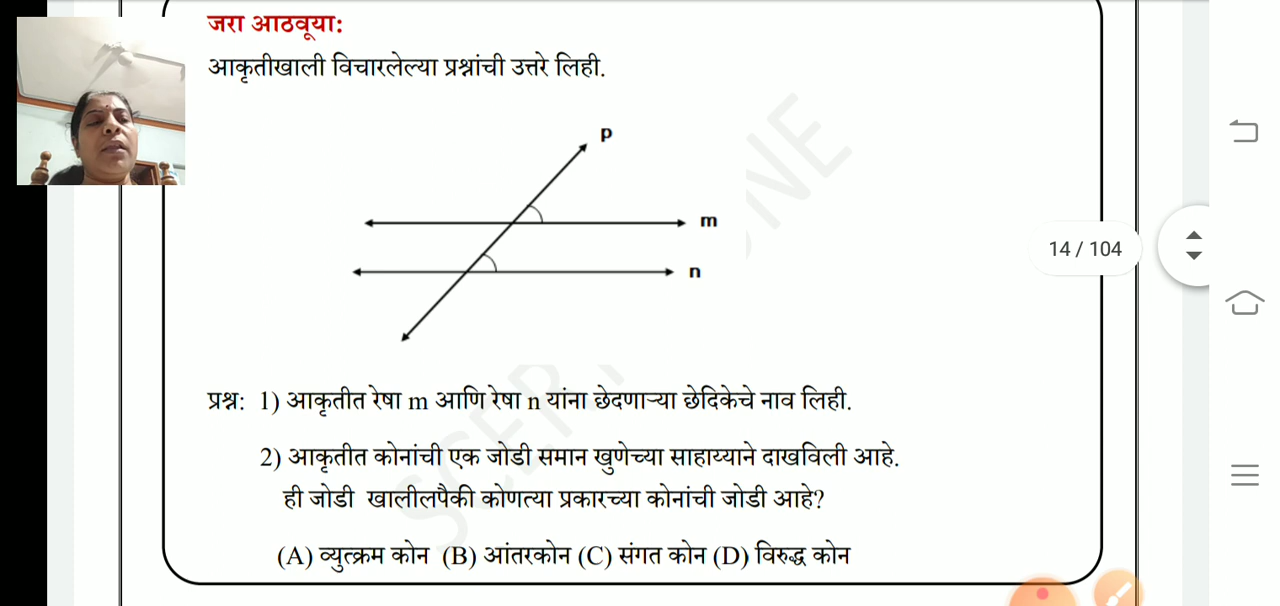 जरा आठवूया:
आकृतीखाली विचारलेल्या प्रश्नांची उत्तरे लिही.
p
m
n
14 / 104
प्रश्न: 1) आकृतीत रेषा m आणि रेषा n यांना छेदणाऱ्या छेदिकेचे नाव लिही.
2) आकृतीत कोनांची एक जोडी समान खुणेच्या साहाय्याने दाखविली आहे.
ही जोडी खालीलपैकी कोणत्या प्रकारच्या कोनांची जोडी आहे?
(A) व्युत्क्रम कोन (B) आंतरकोन (C) संगत कोन (D) विरुद्ध कोन